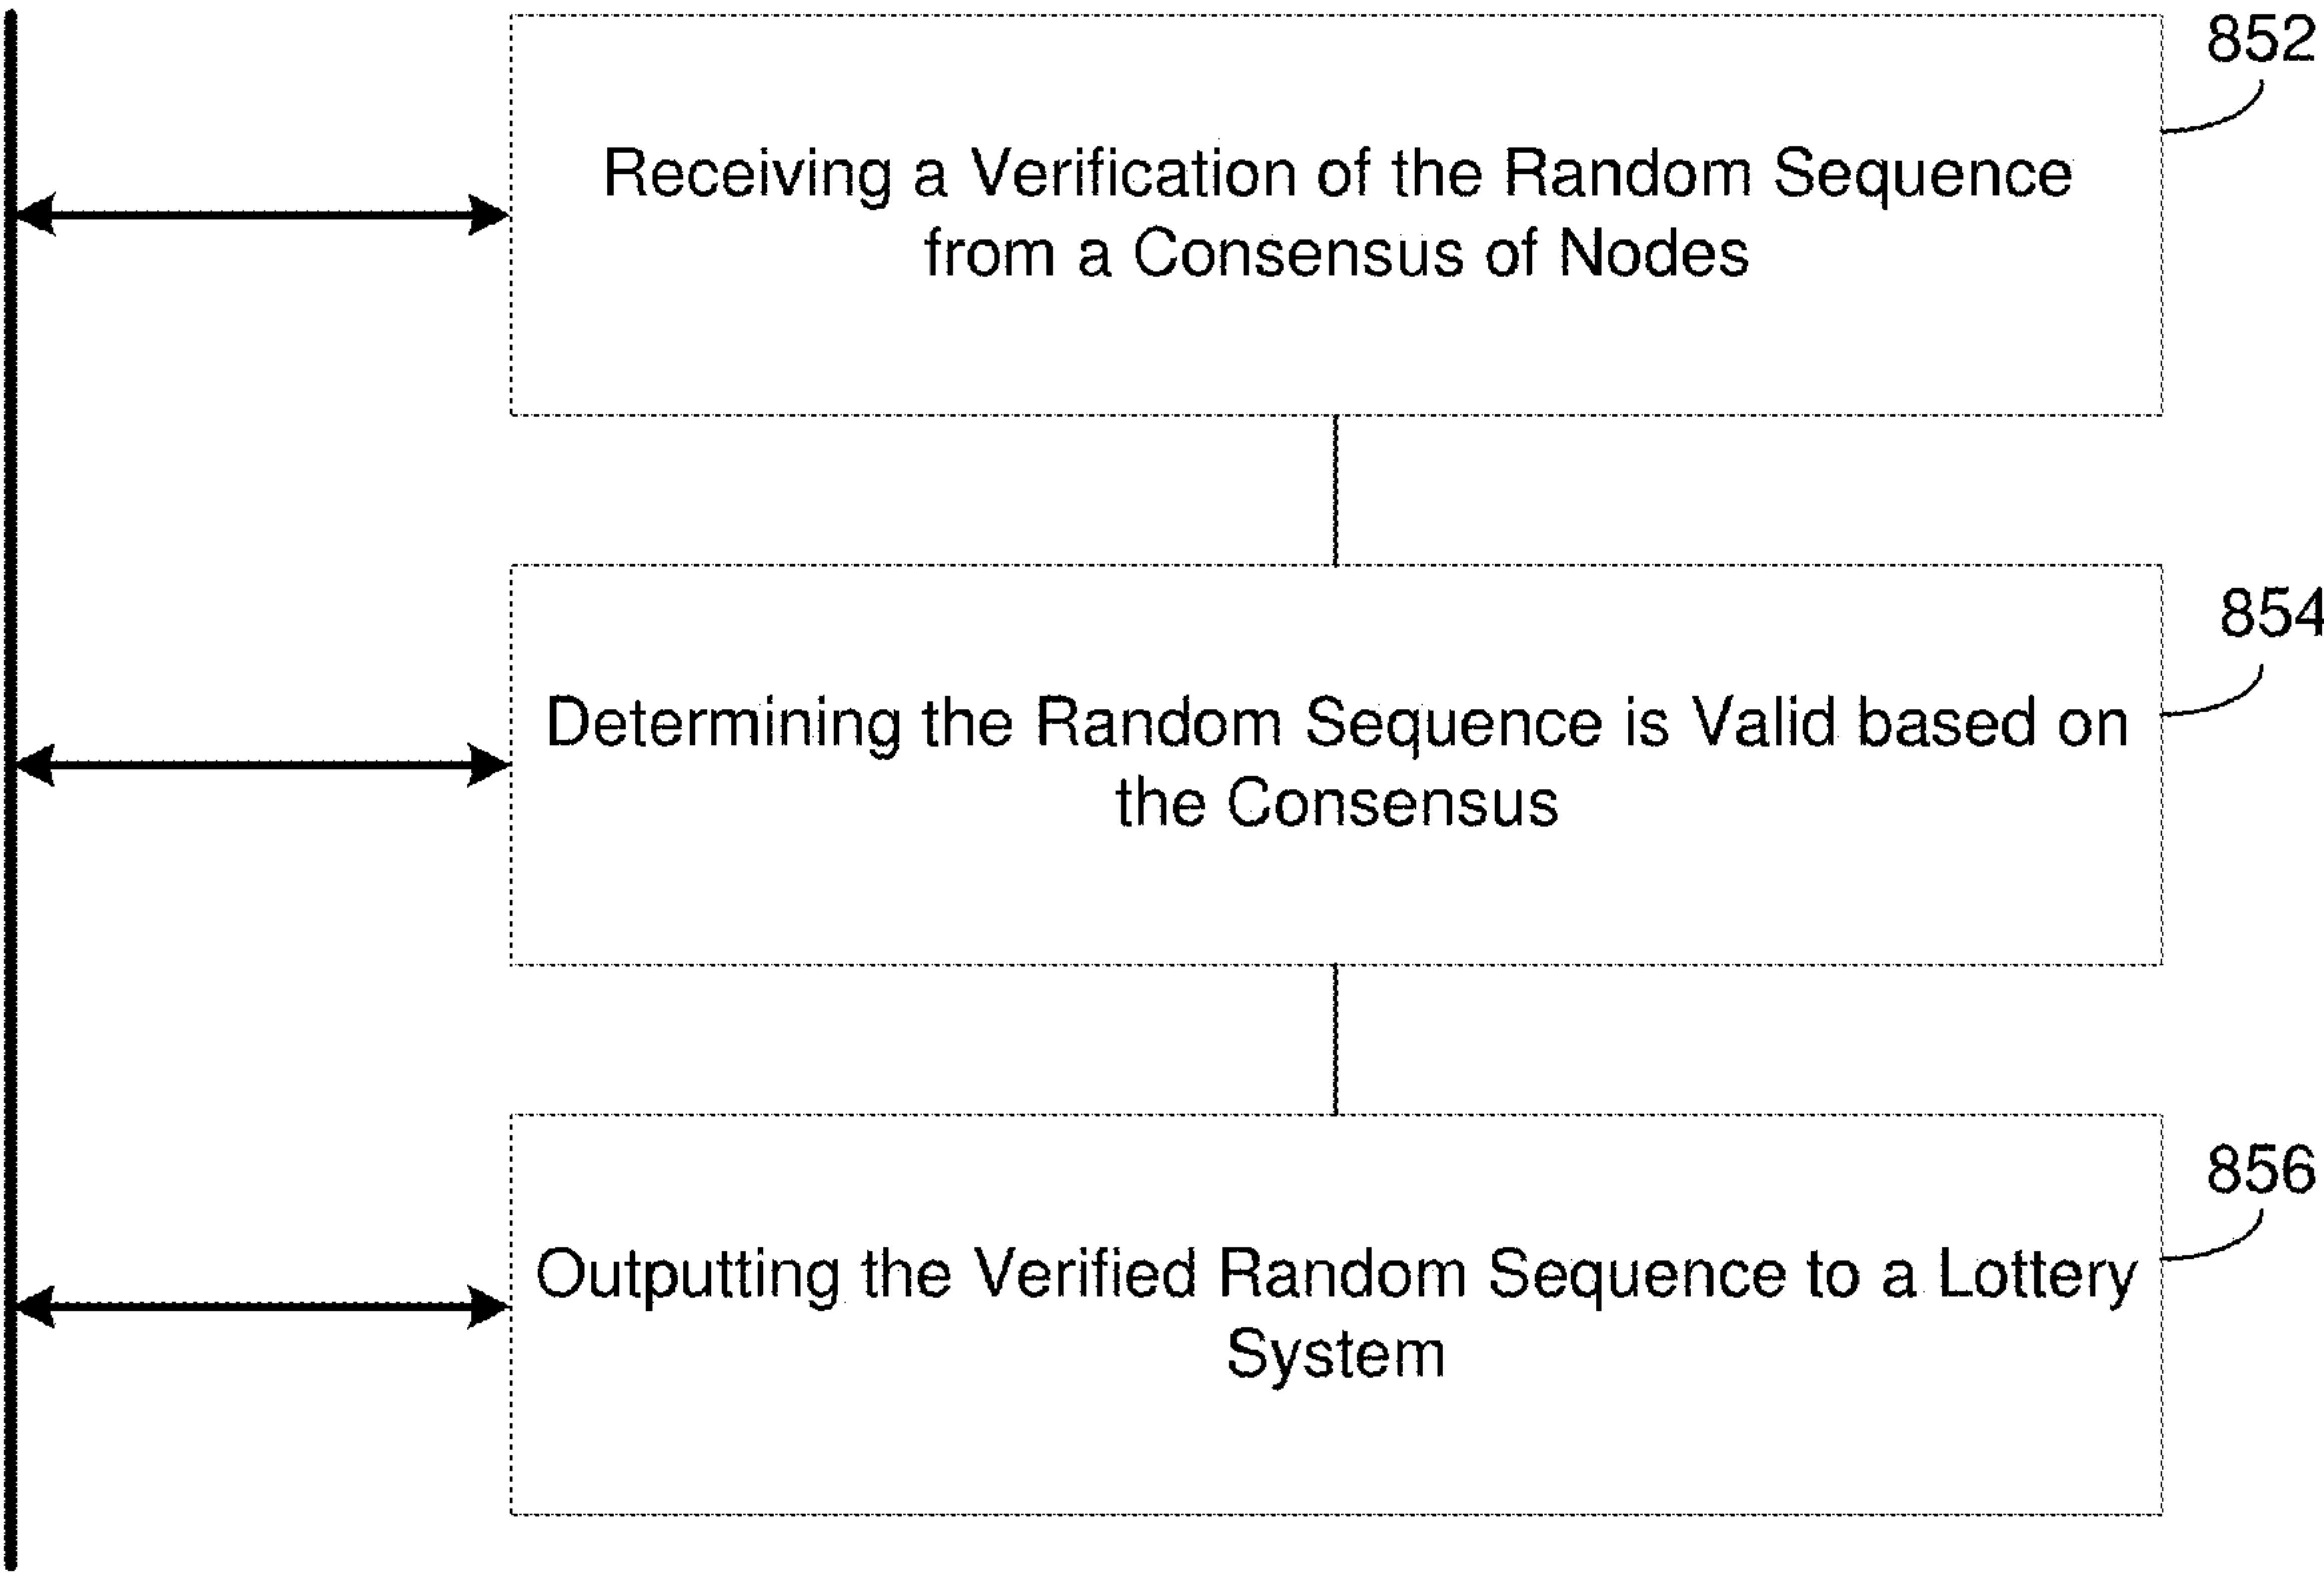 852
Receiving a Verification of the Random Sequence
from a Consensus of Nodes
854
Determining the Random Sequence is Valid based on
the Consensus
856
Outputting the Verified Random Sequence to a Lottery
System